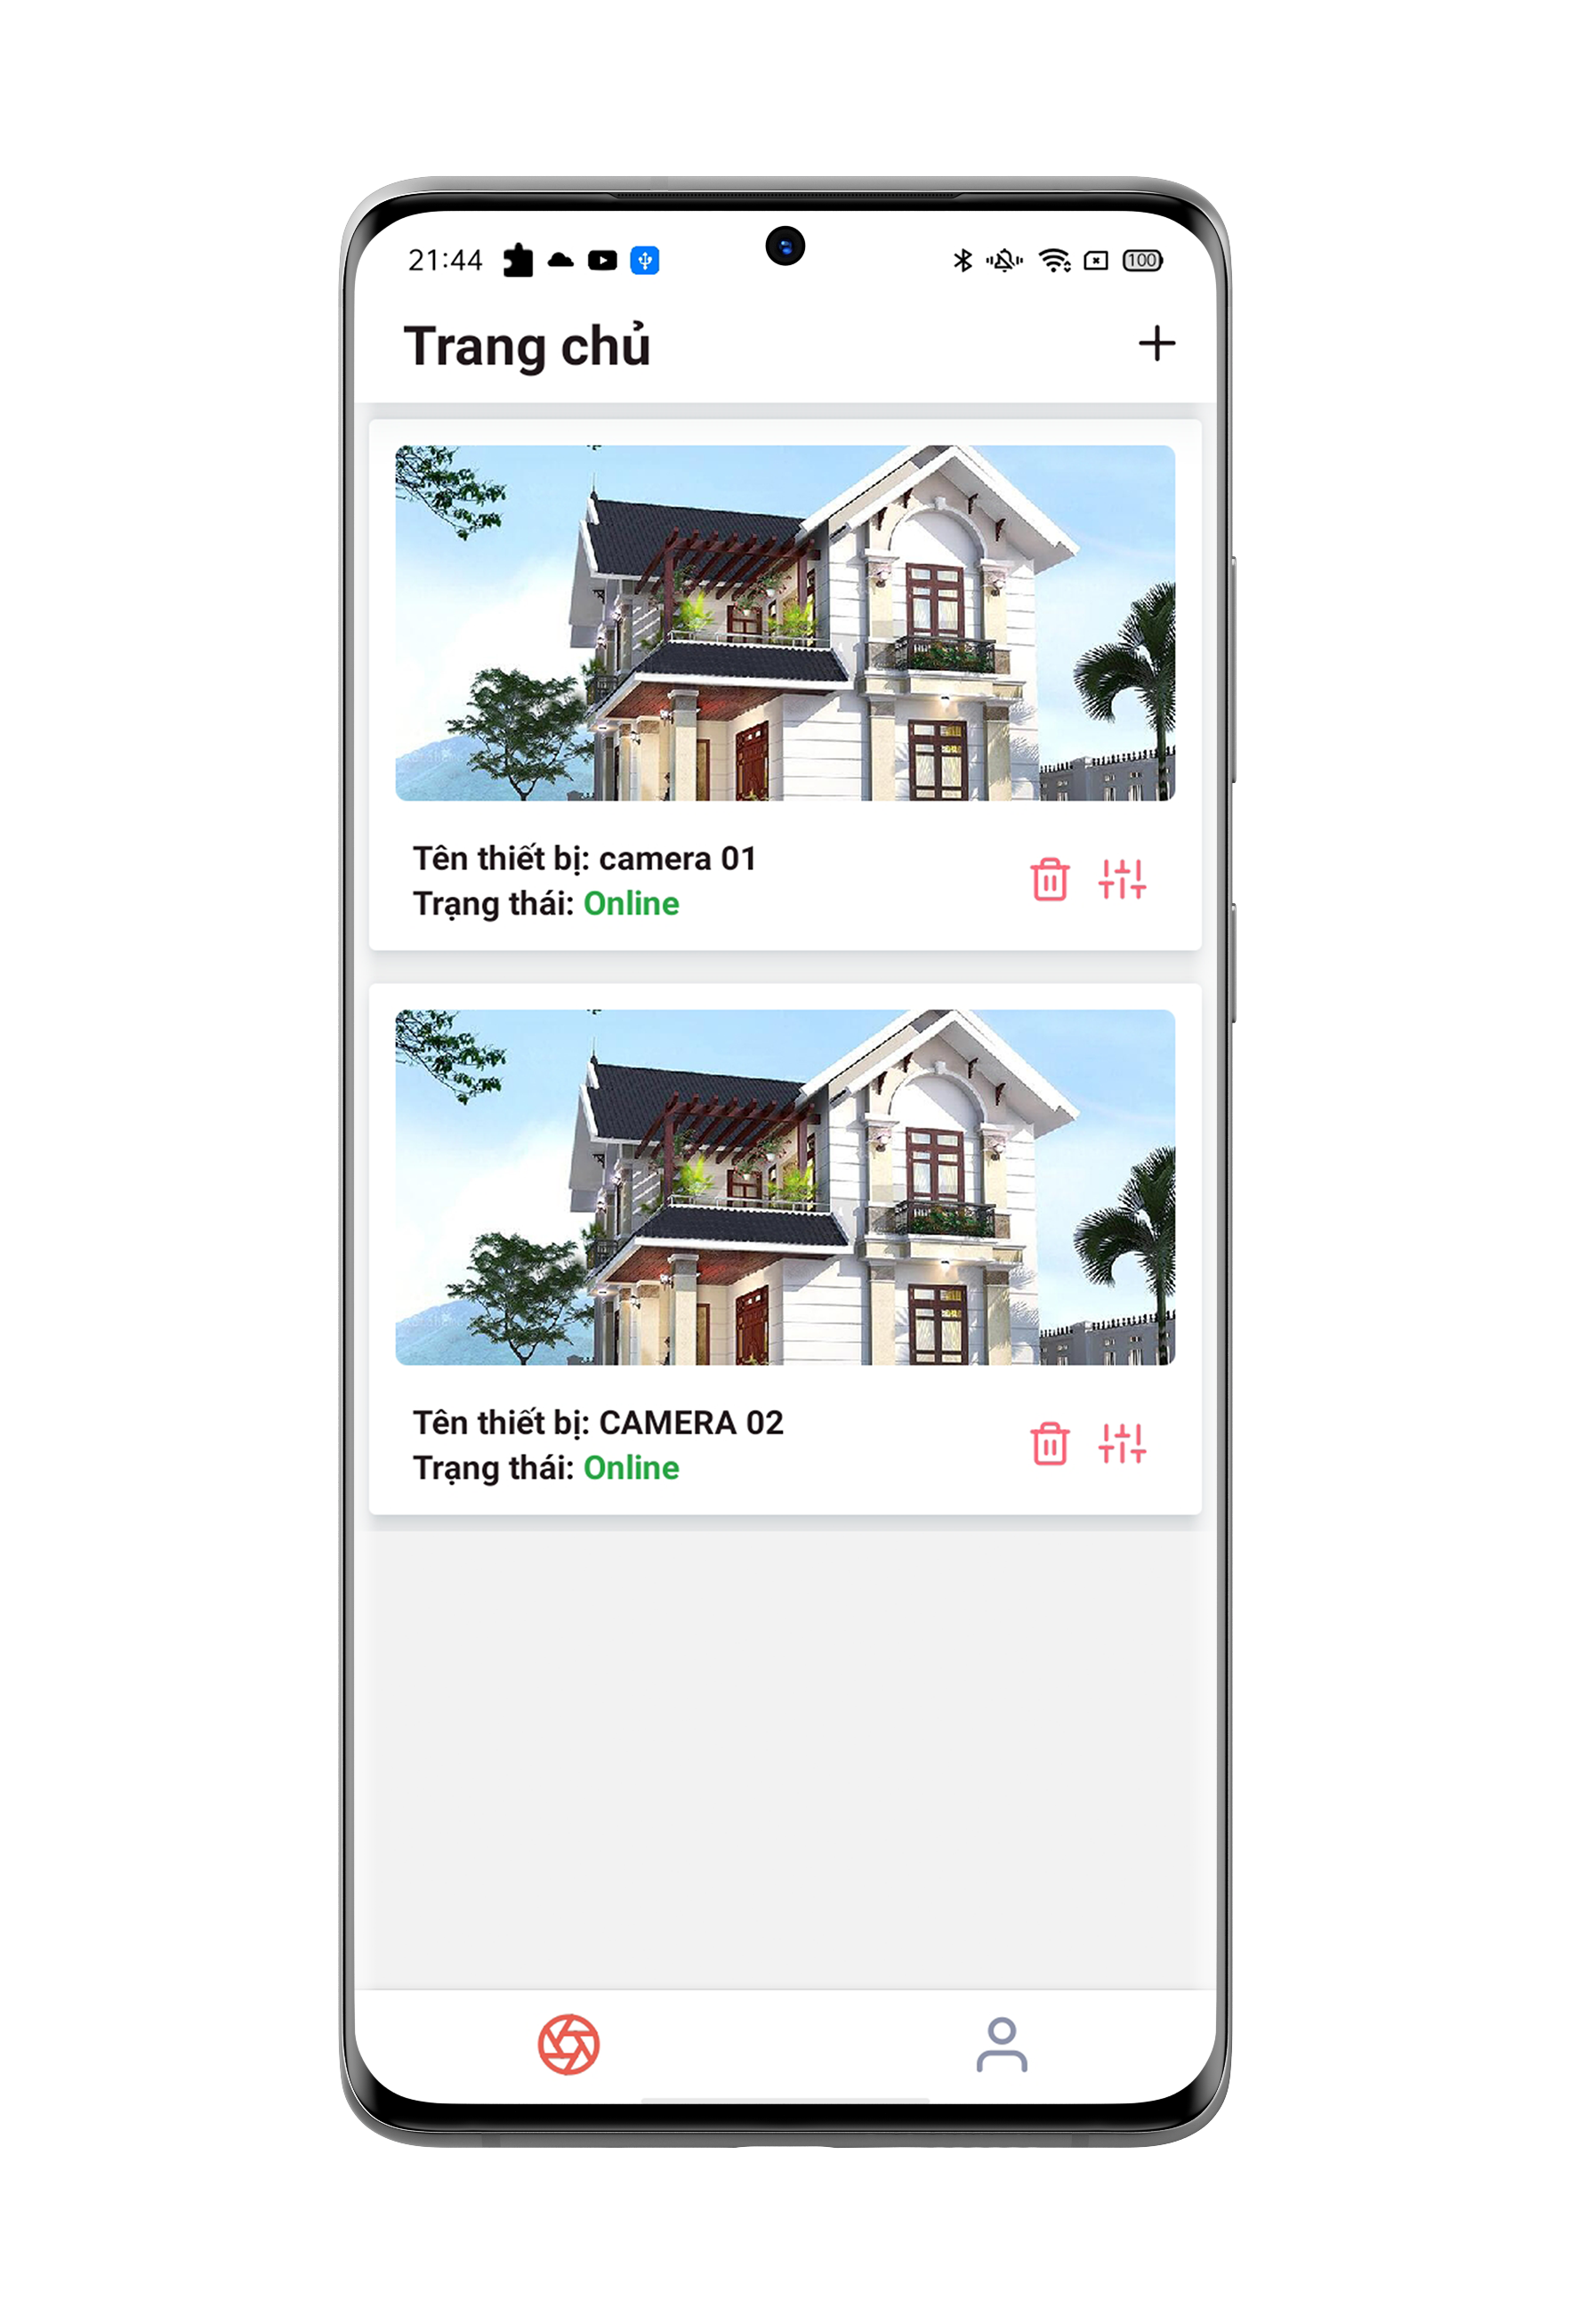 21:44
100
Trang chủ
Tên thiết bị: camera 01
Trạng thái: Online
Tên thiết bị: CAMERA 02
Trạng thái: Online